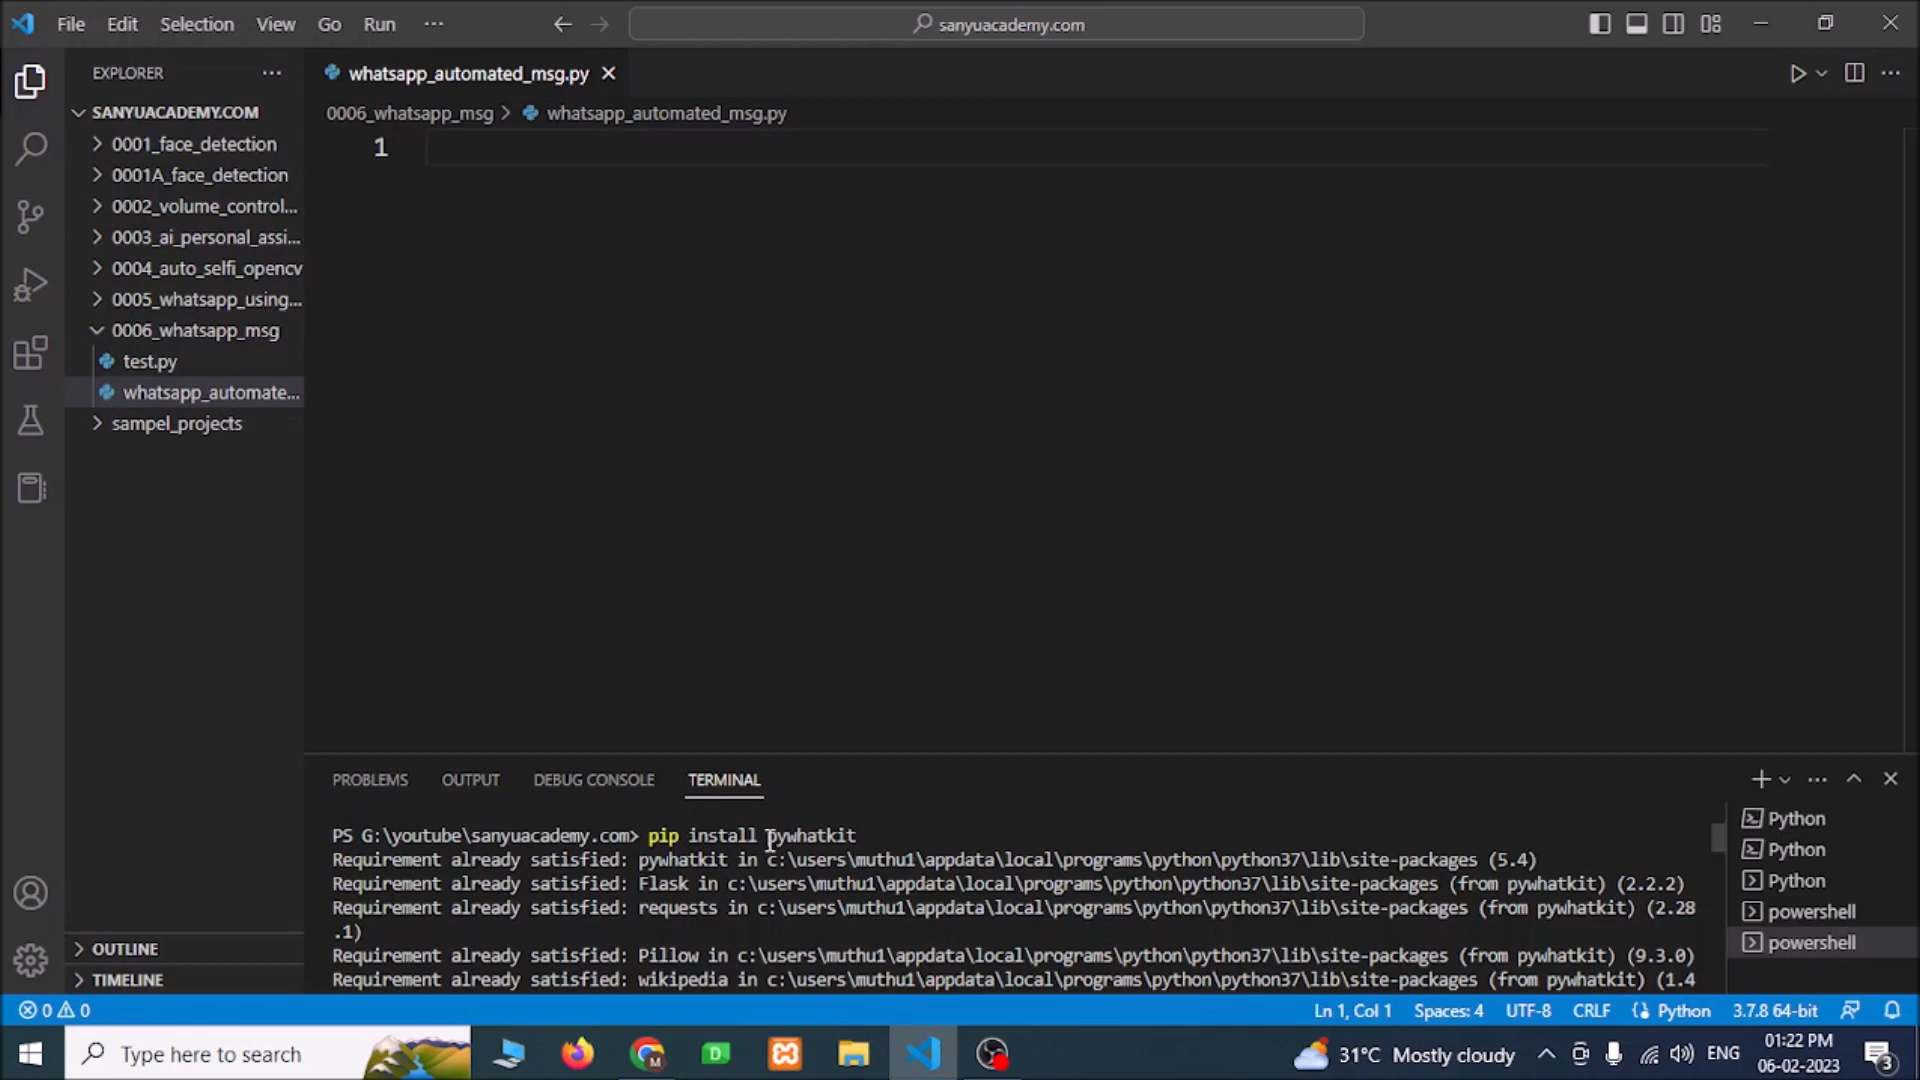 File Edit Selection View Go Run ···
sanyuacademy.com
EXPLORER ···
whatsapp_automated_msg.py
SANYUACADEMY.COM
0006_whatsapp_msg > whatsapp_automated_msg.py
0001_face_detection
1
0001A_face_detection
0002_volume_control...
0003_ai_personal_assi...
0004_auto_selfi_opencv
0005_whatsapp_using...
0006_whatsapp_msg
test.py
whatsapp_automate...
sampel_projects
OUTLINE
TIMELINE
PROBLEMS OUTPUT DEBUG CONSOLE TERMINAL
PS G:\youtube\sanyuacademy.com> pip install pywhatkit
Requirement already satisfied: pywhatkit in c:\users\muthu1\appdata\local\programs\python\python37\lib\site-packages (5.4)
Requirement already satisfied: Flask in c:\users\muthu1\appdata\local\programs\python\python37\lib\site-packages (from pywhatkit) (2.2.2)
Requirement already satisfied: requests in c:\users\muthu1\appdata\local\programs\python\python37\lib\site-packages (from pywhatkit) (2.28
.1)
Requirement already satisfied: Pillow in c:\users\muthu1\appdata\local\programs\python\python37\lib\site-packages (from pywhatkit) (9.3.0)
Requirement already satisfied: wikipedia in c:\users\muthu1\appdata\local\programs\python\python37\lib\site-packages (from pywhatkit) (1.4
Python
Python
Python
powershell
powershell
0 0
Ln 1, Col 1 Spaces: 4 UTF-8 CRLF Python 3.7.8 64-bit
Type here to search
31°C Mostly cloudy
ENG
01:22 PM
06-02-2023
3